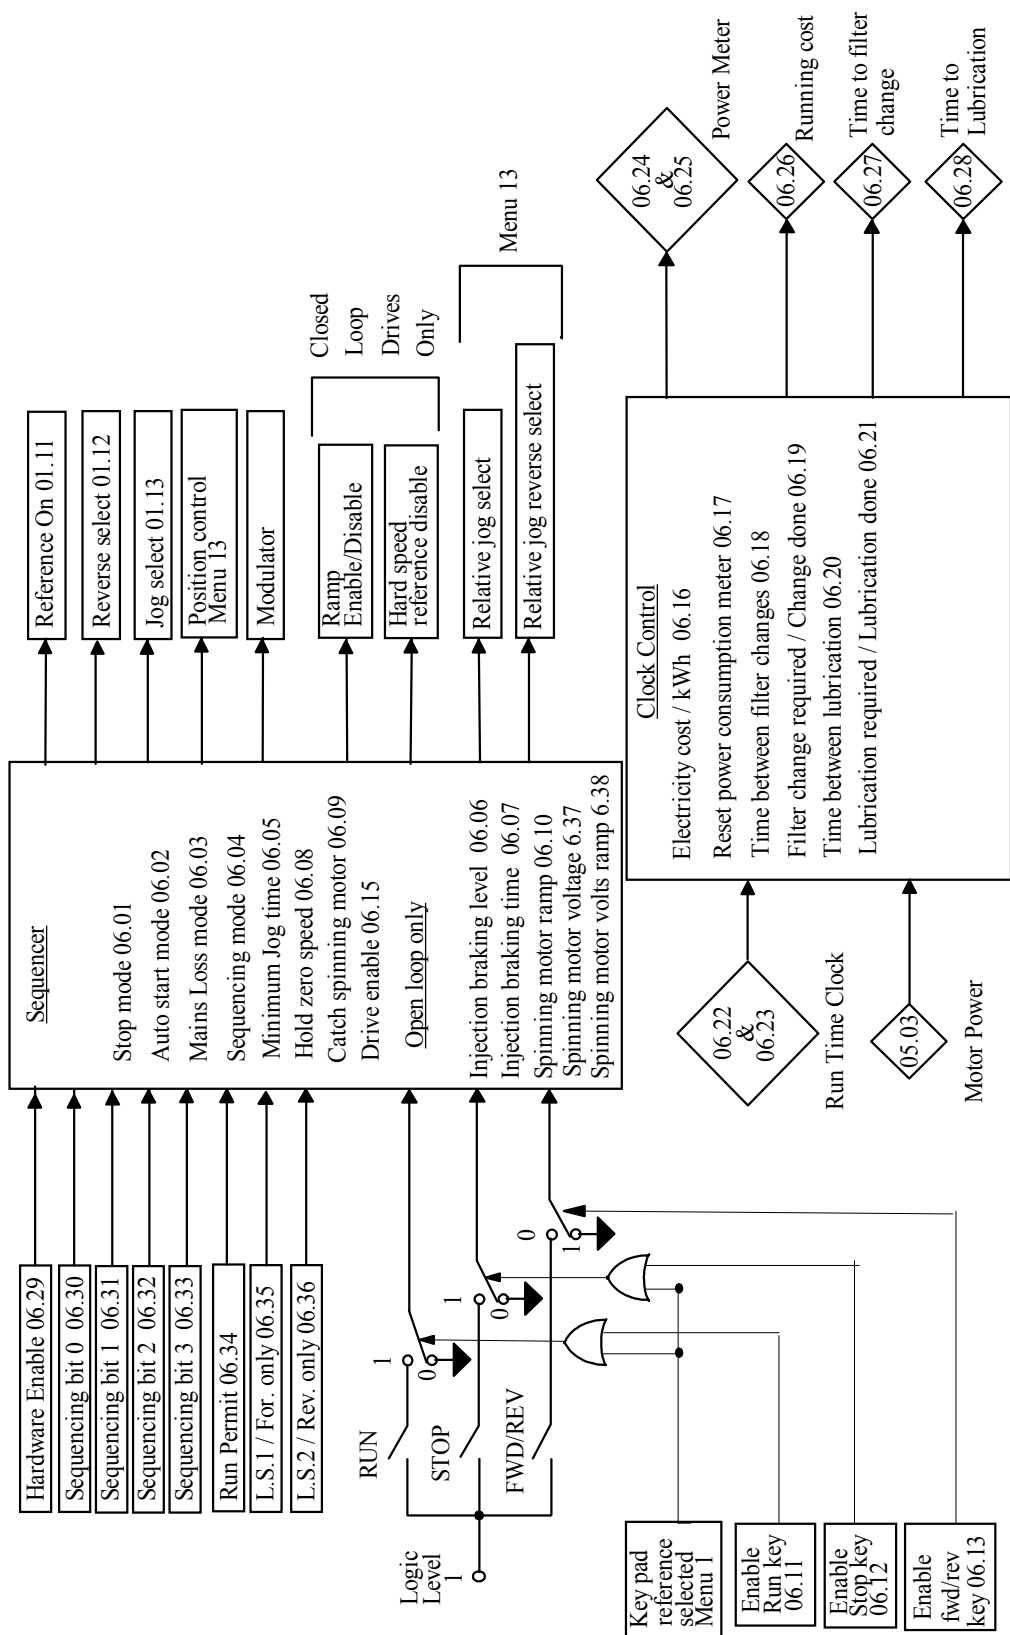 Hardware Enable 06.29
Sequencing bit 0  06.30
Sequencing bit 1  06.31
Sequencing bit 2  06.32
Sequencing bit 3  06.33
Run Permit 06.34
L.S.1 / For. only 06.35
L.S.2 / Rev. only 06.36
Logic
Level
1
RUN
STOP
FWD/REV
1
0
1
0
0
1
Key pad
reference
selected
Menu 1
Enable
Run key
06.11
Enable
Stop key
06.12
Enable
fwd/rev
key 06.13
Sequencer
Stop mode 06.01
Auto start mode 06.02
Mains Loss mode 06.03
Sequencing mode 06.04
Minimum Jog time 06.05
Hold zero speed 06.08
Catch spinning motor 06.09
Drive enable 06.15
Open loop only
Injection braking level  06.06
Injection braking time  06.07
Spinning motor ramp 06.10
Spinning motor voltage 6.37
Spinning motor volts ramp 6.38
Reference On 01.11
Reverse select 01.12
Jog select 01.13
Position control
Menu 13
Modulator
Ramp
Enable/Disable
Hard speed
reference disable
Closed
Loop
Drives
Only
Relative jog select
Relative jog reverse select
Menu 13
06.22
&
06.23
Run Time Clock
05.03
Motor Power
Clock Control
Electricity cost / kWh  06.16
Reset power consumption meter 06.17
Time between filter changes 06.18
Filter change required / Change done 06.19
Time between lubrication 06.20
Lubrication required / Lubrication done 06.21
06.24
&
06.25
Power Meter
06.26
Running cost
06.27
Time to filter
change
06.28
Time to
Lubrication